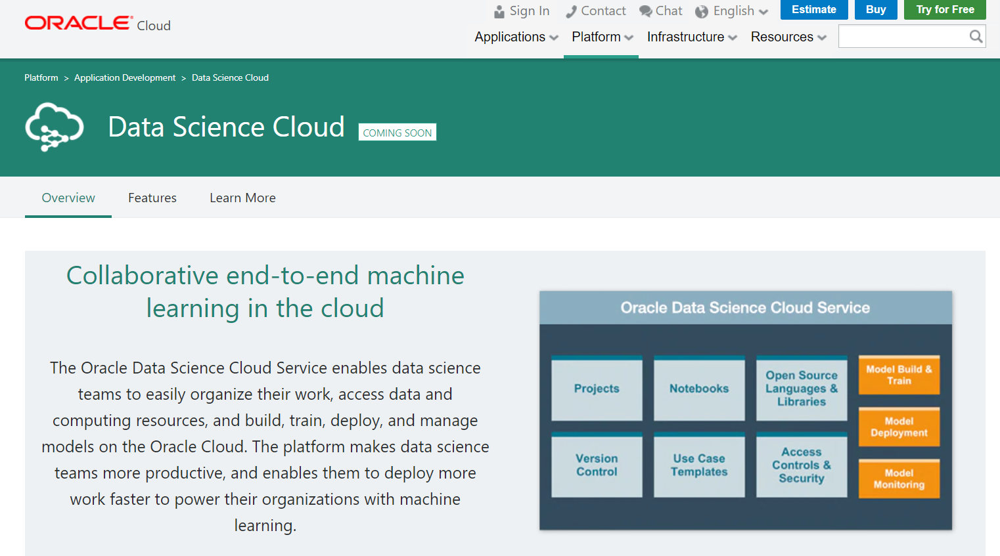 Sign In Contact Chat English Estimate Buy Try for Free
ORACLE® Cloud
Applications Platform Infrastructure Resources
Platform > Application Development > Data Science Cloud
Data Science Cloud COMING SOON
Overview Features Learn More
Collaborative end-to-end machine
learning in the cloud
The Oracle Data Science Cloud Service enables data science
teams to easily organize their work, access data and
computing resources, and build, train, deploy, and manage
models on the Oracle Cloud. The platform makes data science
teams more productive, and enables them to deploy more
work faster to power their organizations with machine
learning.
Oracle Data Science Cloud Service
Projects
Notebooks
Open Source
Languages &
Libraries
Model Build &
Train
Model
Deployment
Version
Control
Use Case
Templates
Access
Controls &
Security
Model
Monitoring